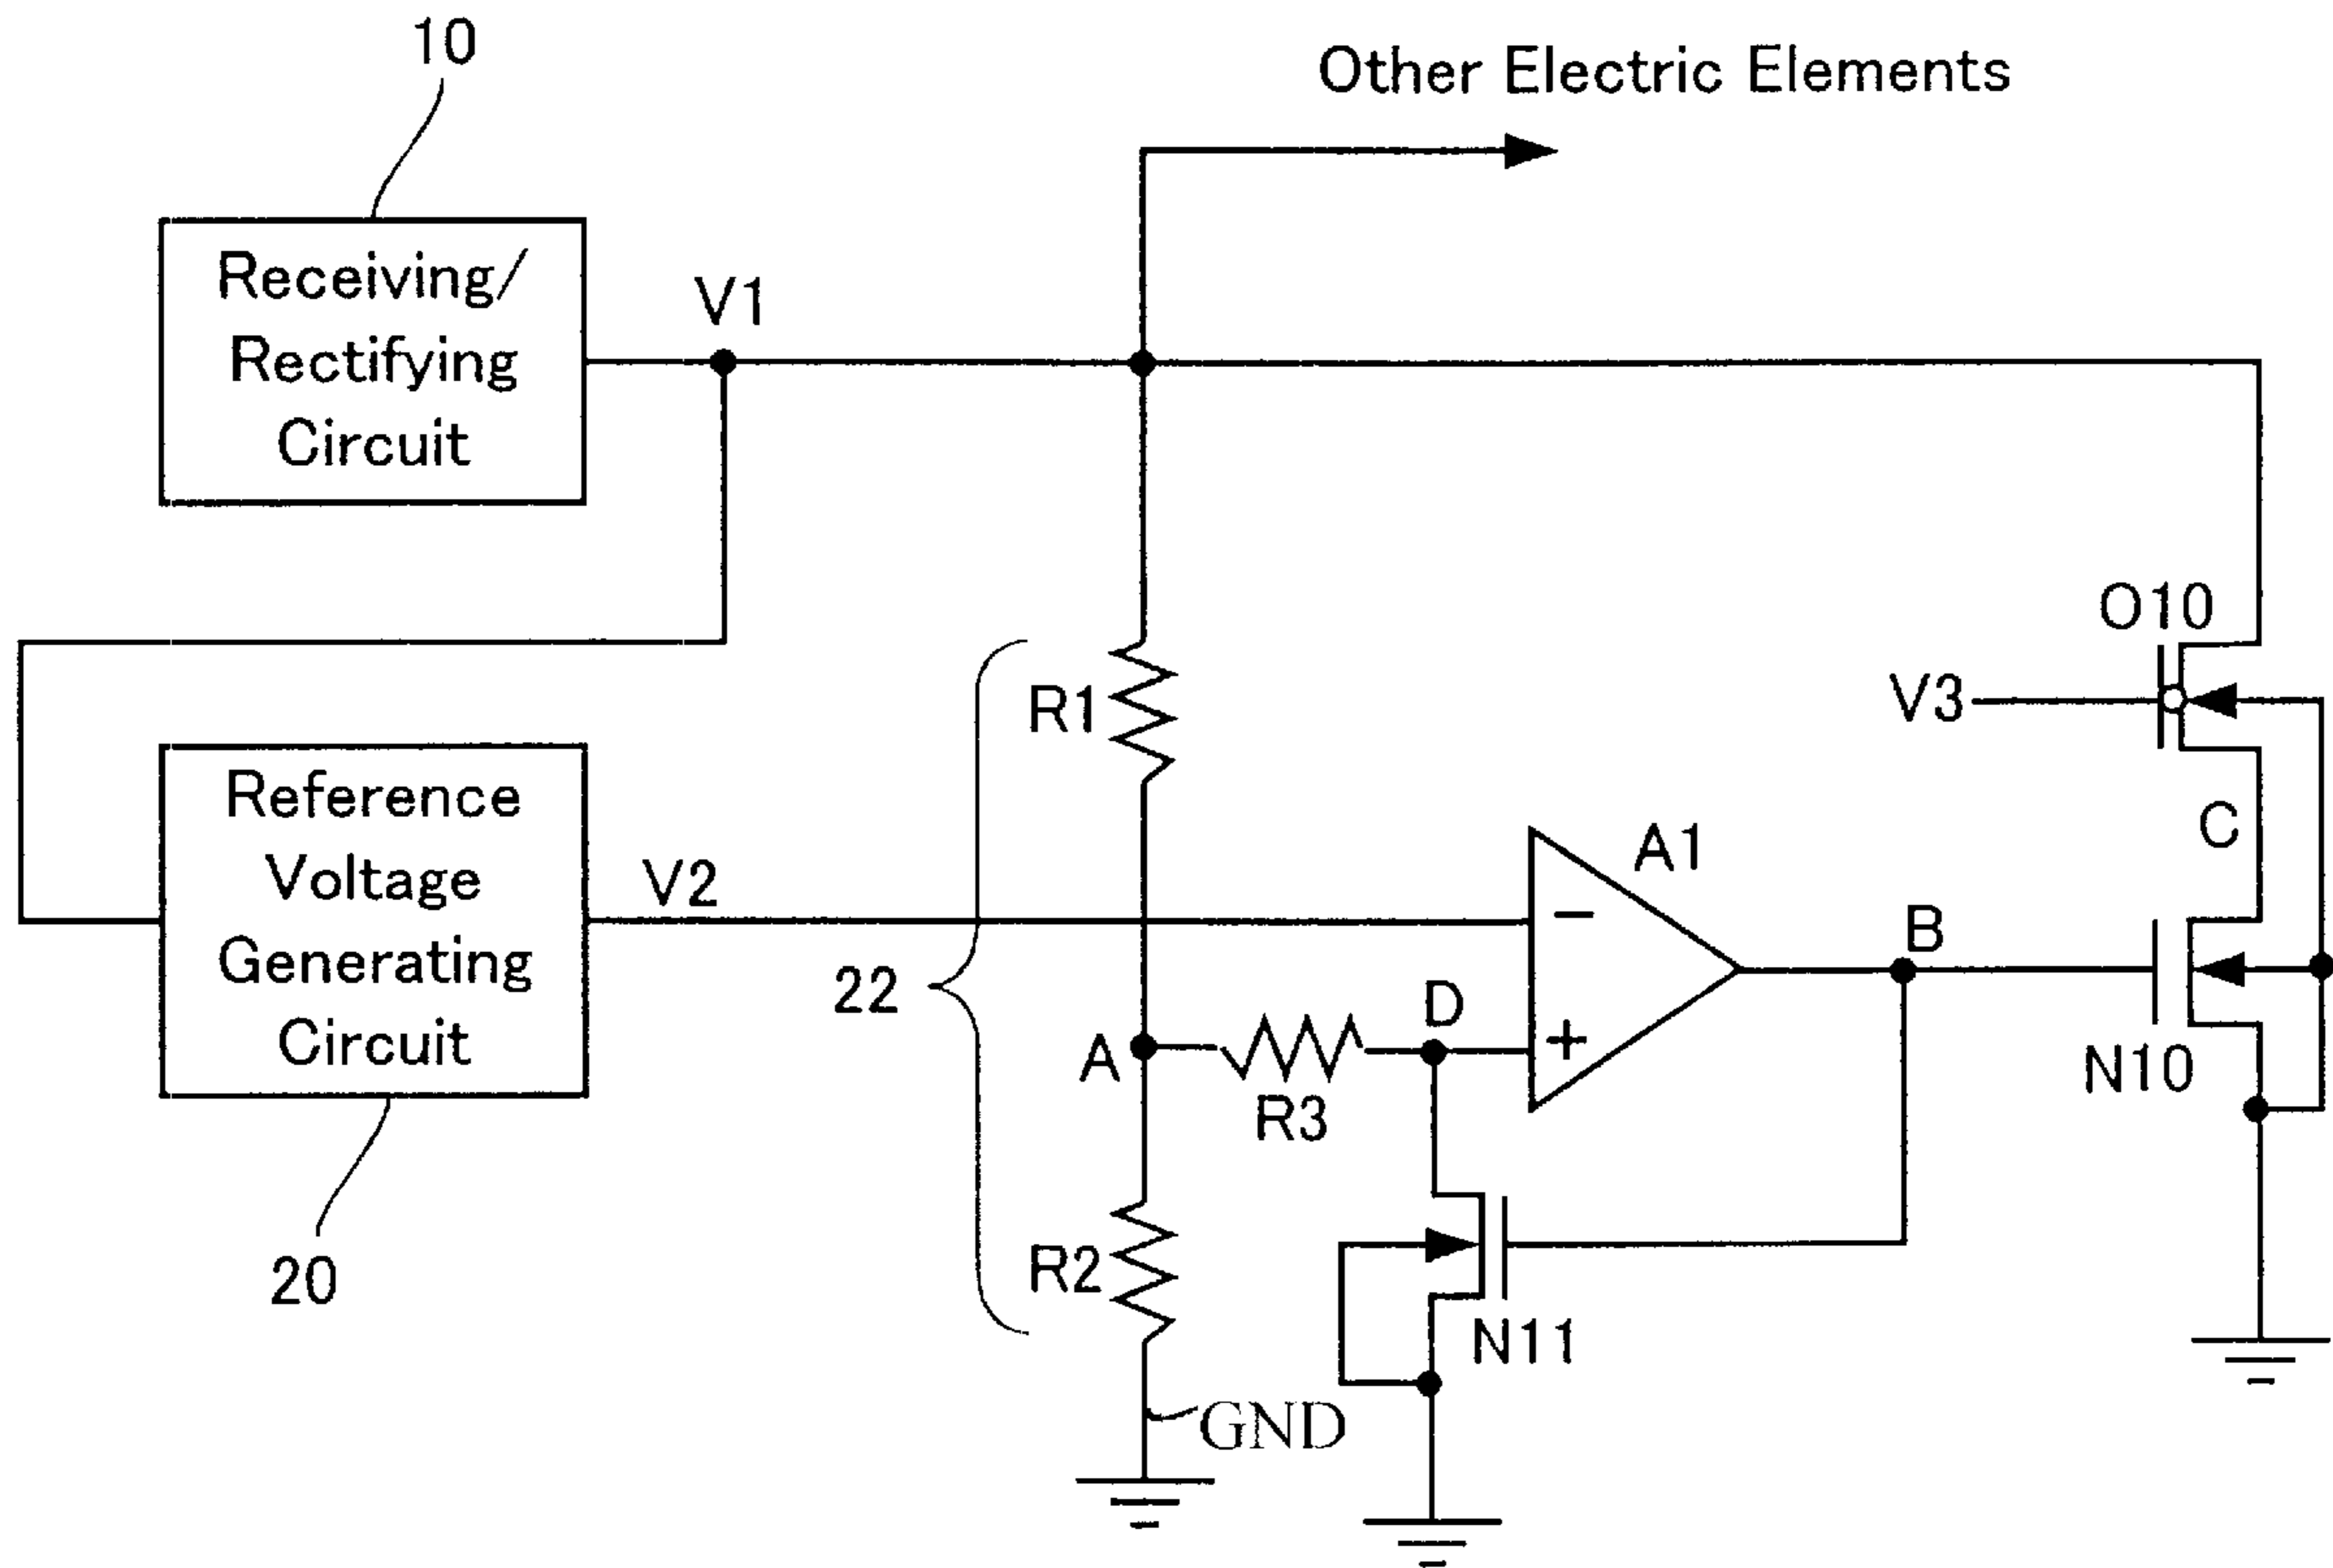 10
Other Electric Elements
Receiving/
Rectifying
Circuit
V1
O10
V3
R1
C
Reference
Voltage
Generating
Circuit
V2
A1
−
B
22
D
A
+
R3
N10
20
R2
N11
GND